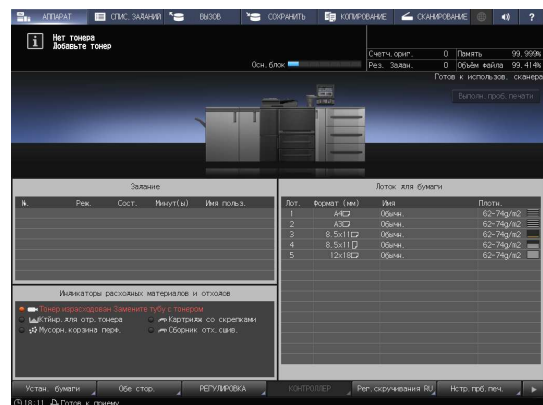 АППАРАТ СПИС. ЗАДАНИЙ ВЫЗОВ СОХРАНИТЬ КОПИРОВАНИЕ СКАНИРОВАНИЕ ?
Нет тонера
Добавьте тонер
Осн. блок
Счетч. ориг. 0 Память 99.999%
Рез. Задан. 0 Объём файла 99.414%
Готов к использов. сканера
Выполн. проб. печати
Задание
№. Реж. Сост. Минут(ы) Имя польз.
Лоток для бумаги
Лот. Формат (мм) Имя Плотн.
1 A4 Обычн. 62-74g/m2
2 A3 Обычн. 62-74g/m2
3 8.5x11 Обычн. 62-74g/m2
4 8.5x11 Обычн. 62-74g/m2
5 12x18 Обычн. 62-74g/m2
Индикаторы расходных материалов и отходов
Тонер израсходован Замените тубу с тонером
Ктйнр. для отр. тонера Картридж со скрепками
Мусорн. корзина перф. Сборник отх. сшив.
Устан. бумаги Обе стор. РЕГУЛИРОВКА КОНТРОЛЛЕР Рег. скручивания RU Нстр. прб. печ.
18:11 Готов к приему